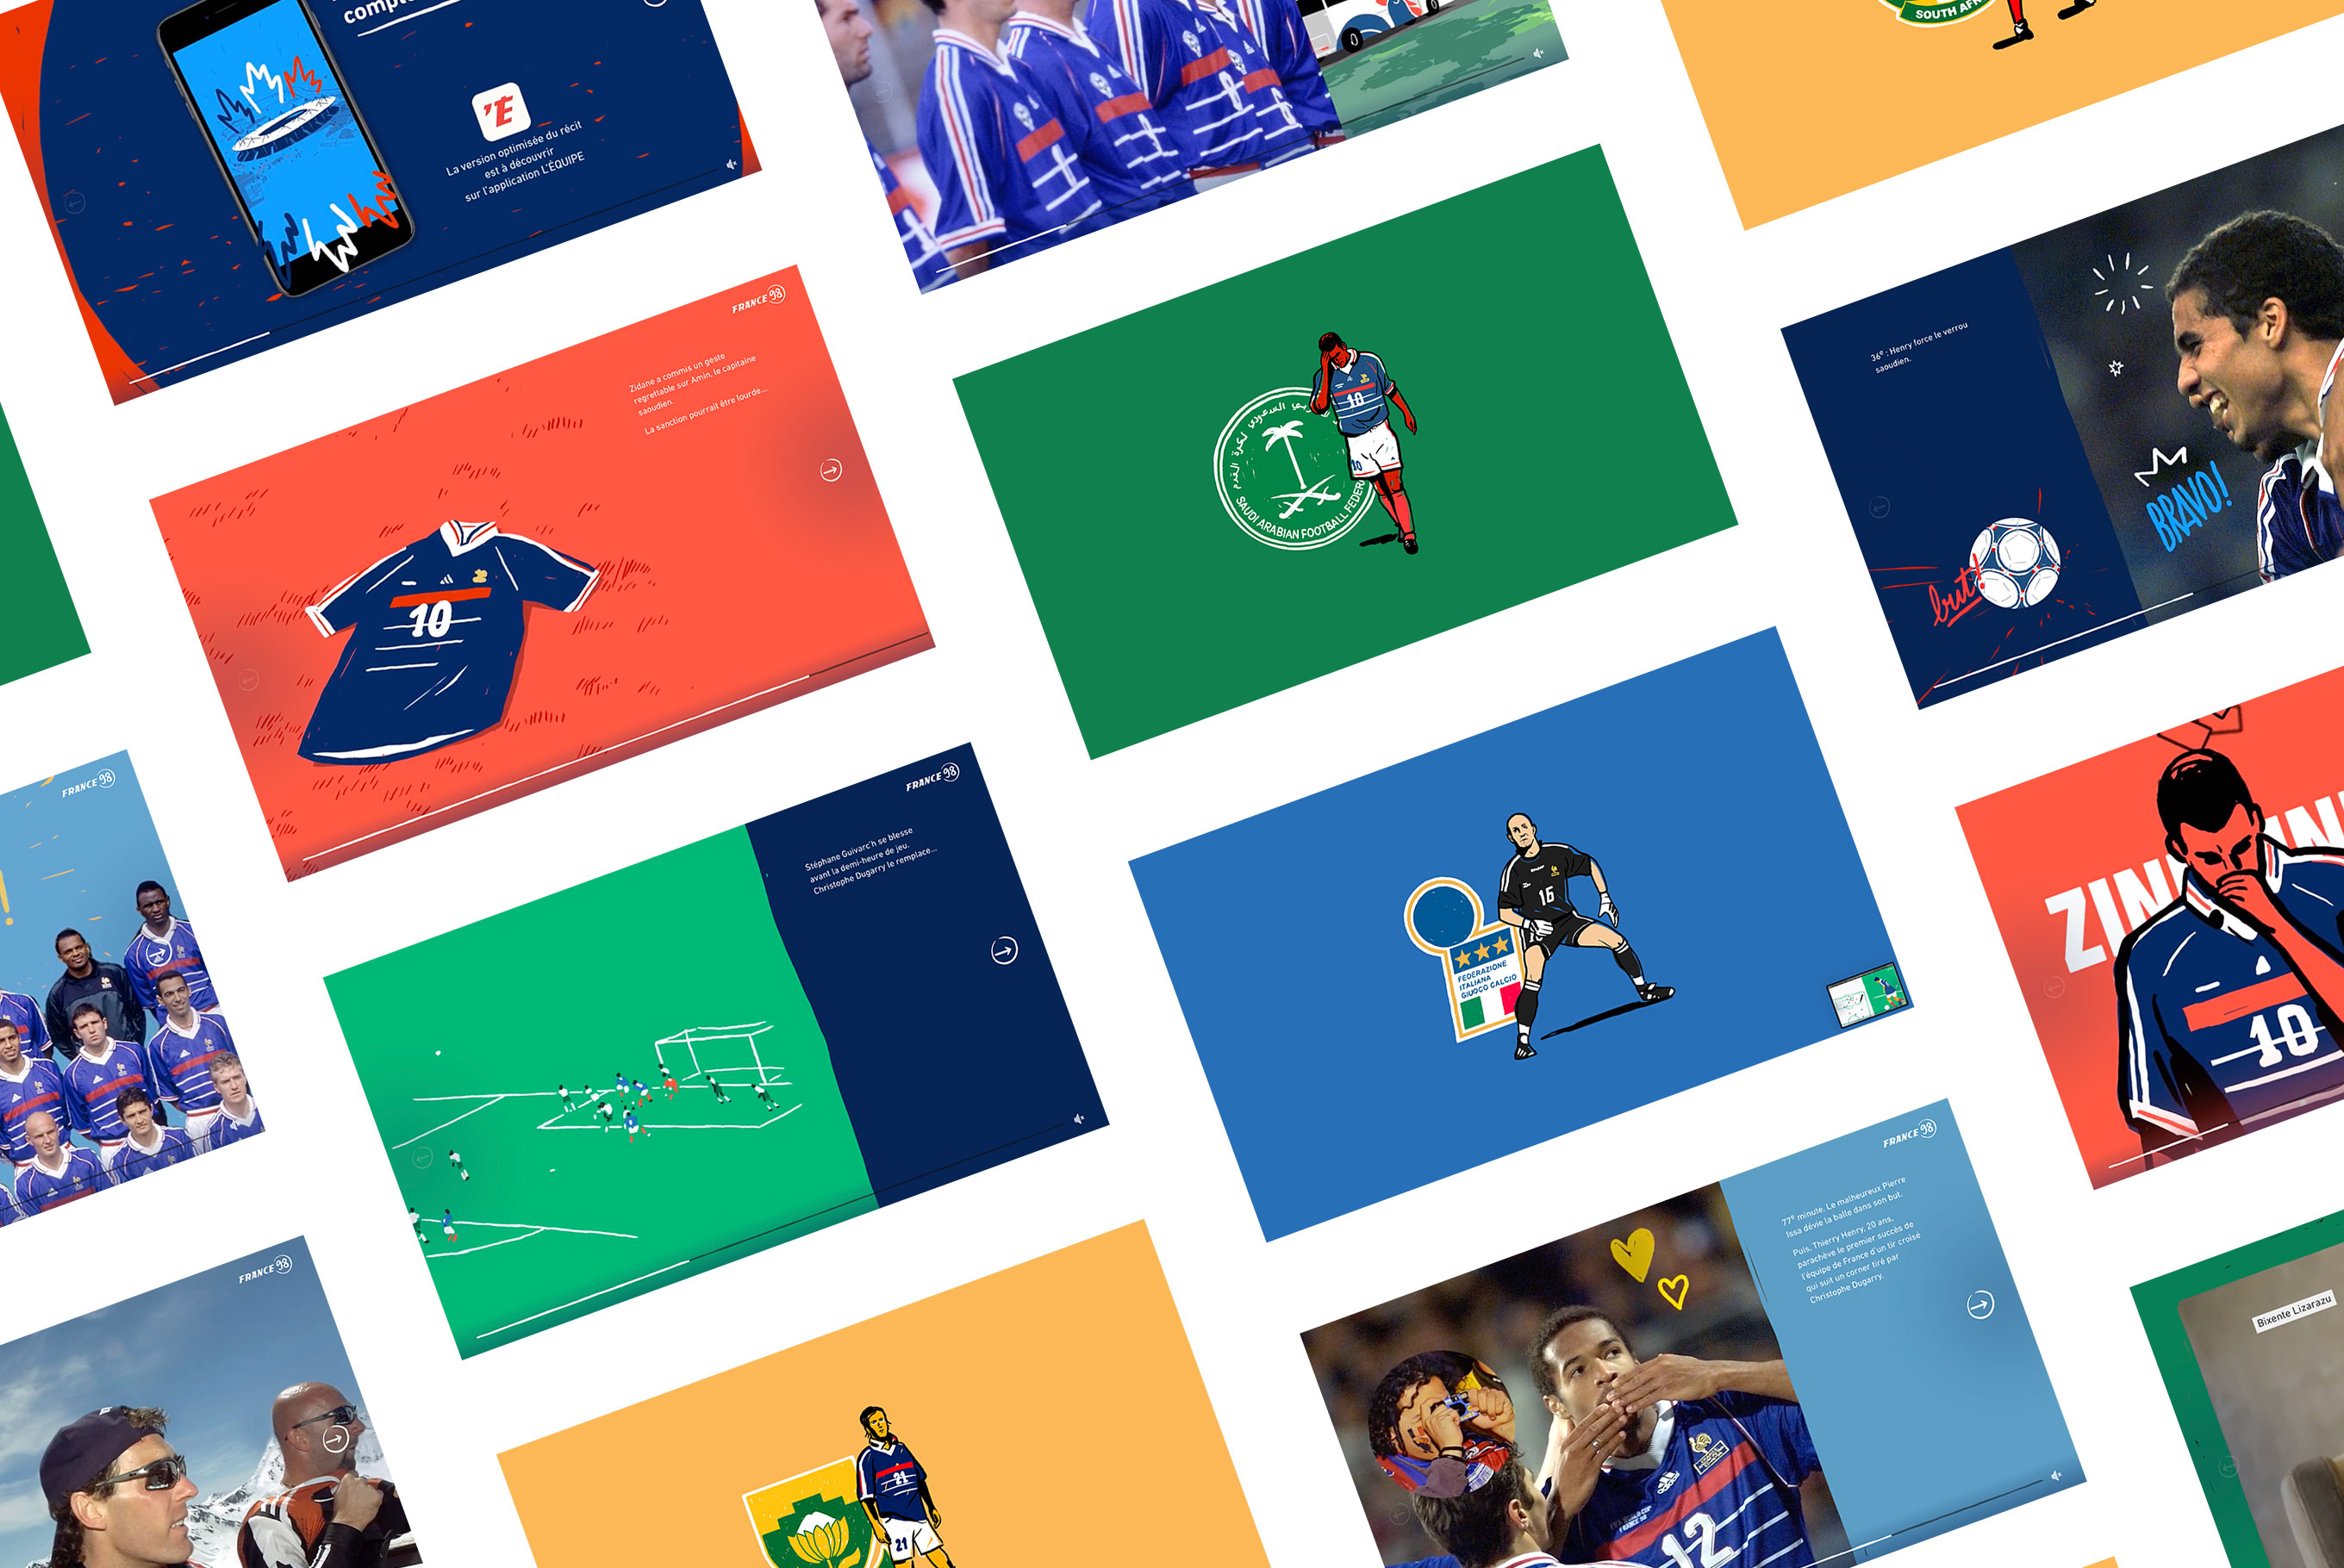 La version optimisée du récit
est à découvrir
sur l'application L'ÉQUIPE
'É
SOUTH
FRANCE 98
Zidane a commis un geste
regrettable sur Amin, le capitaine
saoudien.
La sanction pourrait être lourde...
10
10
10
SAUDI ARABIAN FOOTBALL
36e : Henry force le verrou
saoudien.
BRAVO!
but!
FRANCE 98
!
FRANCE 98
Stéphane Guivarc'h se blesse
avant la demi-heure de jeu.
Christophe Dugarry le remplace...
16
FEDERAZIONE
ITALIANA
GIUOCO CALCIO
10
FRANCE 98
21
21
FRANCE 98
77e minute. Le malheureux Pierre
Issa dévie la balle dans son but.
Puis, Thierry Henry, 20 ans,
parachève le premier succès de
l'équipe de France d'un tir croisé
qui suit un corner tiré par
Christophe Dugarry.
12
Bixente Lizarazu